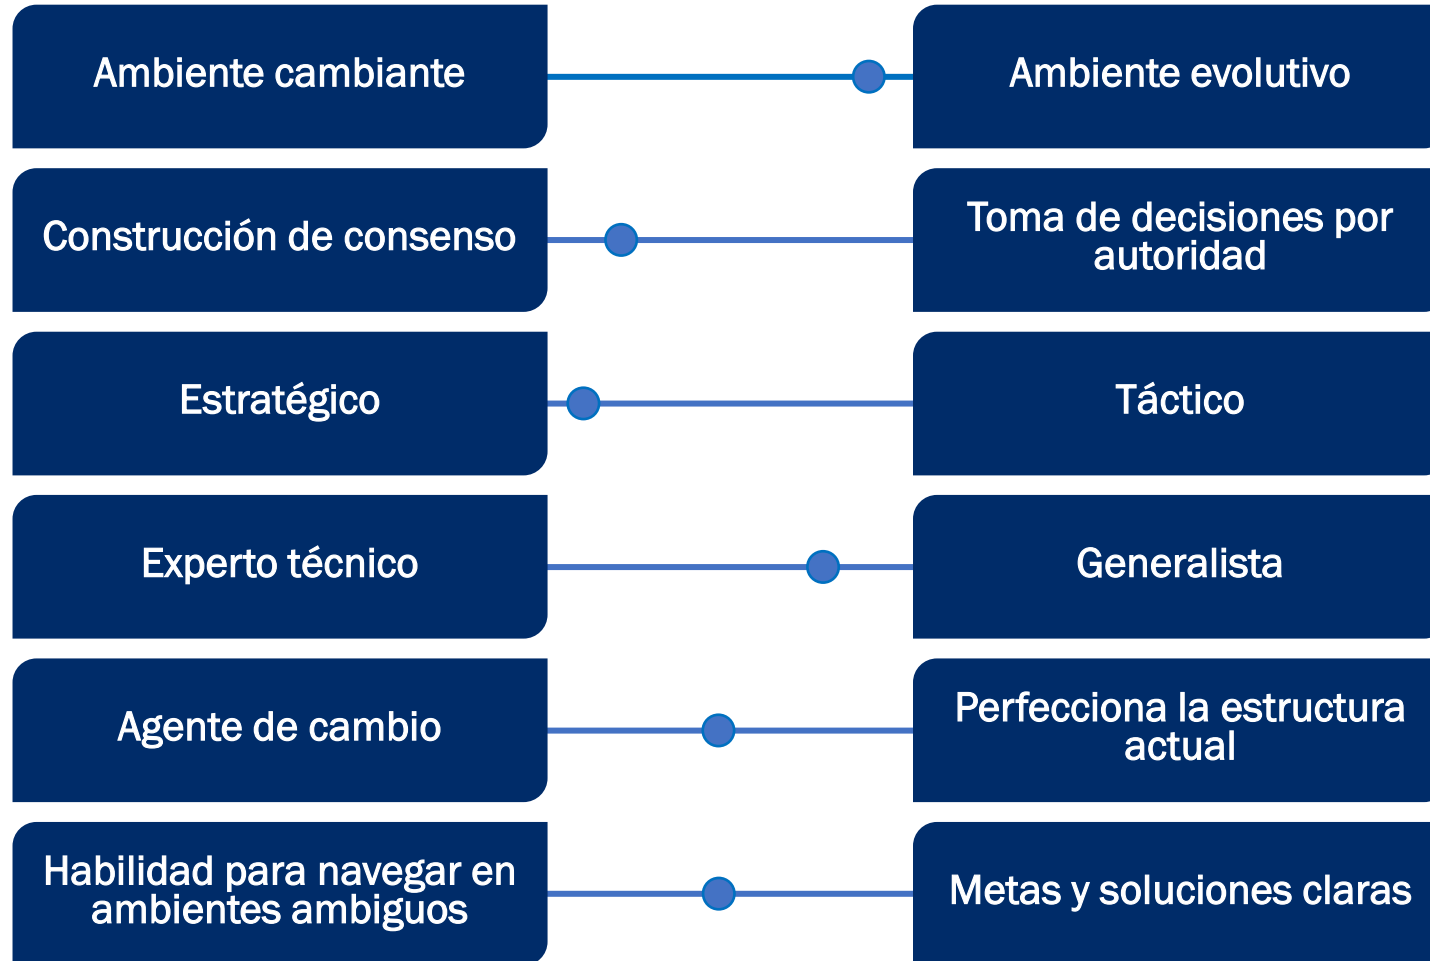 Ambiente cambiante
Ambiente evolutivo
Construcción de consenso
Toma de decisiones por
autoridad
Estratégico
Táctico
Experto técnico
Generalista
Agente de cambio
Perfecciona la estructura
actual
Habilidad para navegar en
ambientes ambiguos
Metas y soluciones claras